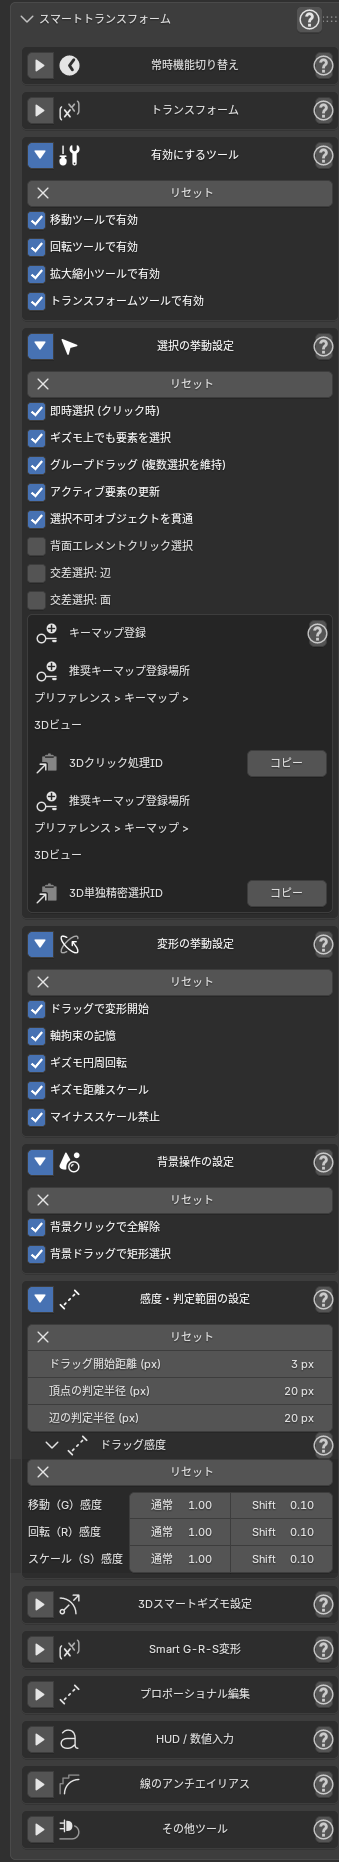 スマートトランスフォーム
常時機能切り替え
トランスフォーム
有効にするツール
リセット
移動ツールで有効
回転ツールで有効
拡大縮小ツールで有効
トランスフォームツールで有効
選択の挙動設定
リセット
即時選択 (クリック時)
ギズモ上でも要素を選択
グループドラッグ (複数選択を維持)
アクティブ要素の更新
選択不可オブジェクトを貫通
背面エレメントクリック選択
交差選択: 辺
交差選択: 面
キーマップ登録
推奨キーマップ登録場所
プリファレンス > キーマップ >
3Dビュー
3Dクリック処理ID コピー
推奨キーマップ登録場所
プリファレンス > キーマップ >
3Dビュー
3D単独精密選択ID コピー
変形の挙動設定
リセット
ドラッグで変形開始
軸拘束の記憶
ギズモ円周回転
ギズモ距離スケール
マイナススケール禁止
背景操作の設定
リセット
背景クリックで全解除
背景ドラッグで矩形選択
感度・判定範囲の設定
リセット
ドラッグ開始距離 (px) 3 px
頂点の判定半径 (px) 20 px
辺の判定半径 (px) 20 px
ドラッグ感度
リセット
移動（G）感度 通常 1.00 Shift 0.10
回転（R）感度 通常 1.00 Shift 0.10
スケール（S）感度 通常 1.00 Shift 0.10
3Dスマートギズモ設定
Smart G-R-S変形
プロポーショナル編集
HUD / 数値入力
線のアンチエイリアス
その他ツール